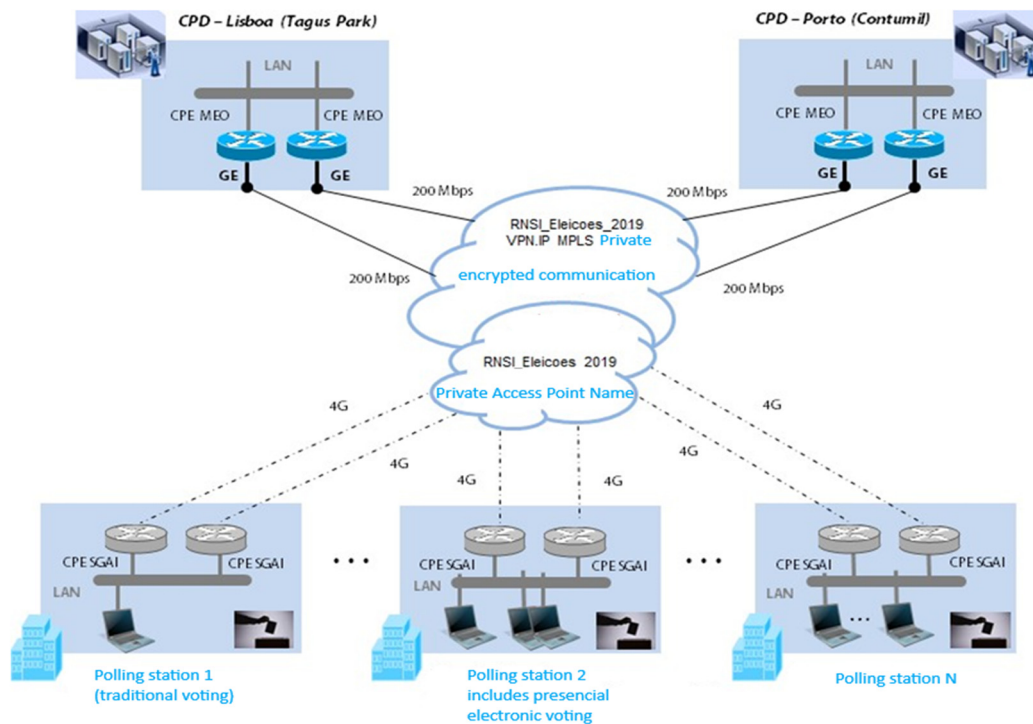 CPD – Lisboa (Tagus Park)
CPD – Porto (Contumil)
LAN
LAN
CPE MEO
CPE MEO
CPE MEO
CPE MEO
GE
GE
GE
GE
200 Mbps
200 Mbps
RNSI_Eleicoes_2019
VPN.IP MPLS Private
encrypted communication
200 Mbps
200 Mbps
RNSI_Eleicoes 2019
Private Access Point Name
4G
4G
4G
4G
4G
4G
CPE SGAI
CPE SGAI
CPE SGAI
CPE SGAI
CPE SGAI
CPE SGAI
LAN
LAN
LAN
Polling station 1
(traditional voting)
Polling station 2
includes presencial
electronic voting
Polling station N